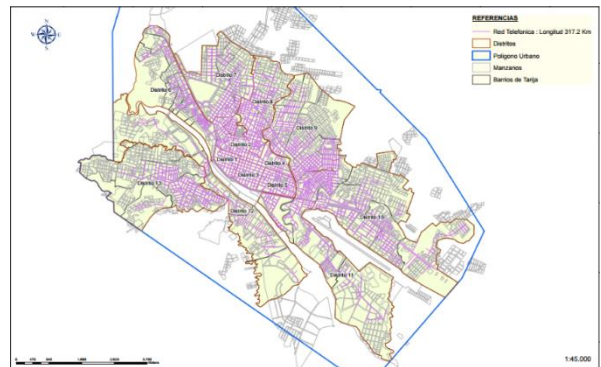 N
REFERENCIAS
Red Telefonica : Longitud 317.2 Km
Distritos
Poligono Urbano
Manzanos
Barrios de Tarija
Distrito 6
Distrito 7
Distrito 8
Distrito 9
Distrito 2
Distrito 1
Distrito 4
Distrito 3
Distrito 5
Distrito 13
Distrito 12
Distrito 10
Distrito 11
1:45.000